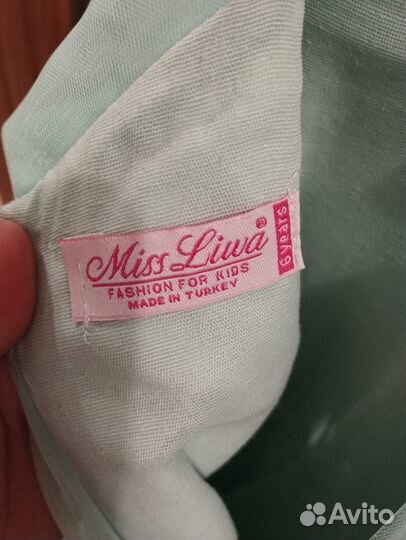 Miss Liwa®
FASHION FOR KIDS
MADE IN TURKEY
6 years
Avito